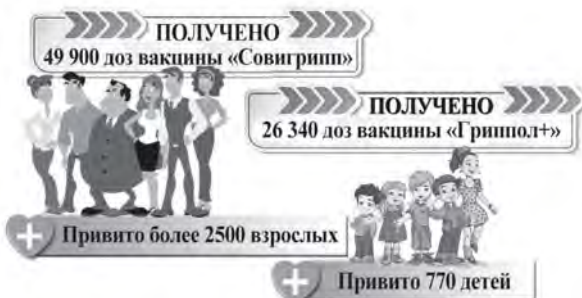 ПОЛУЧЕНО
49 900 доз вакцины «Совигрипп»
ПОЛУЧЕНО
26 340 доз вакцины «Гриппол+»
Привито более 2500 взрослых
Привито 770 детей